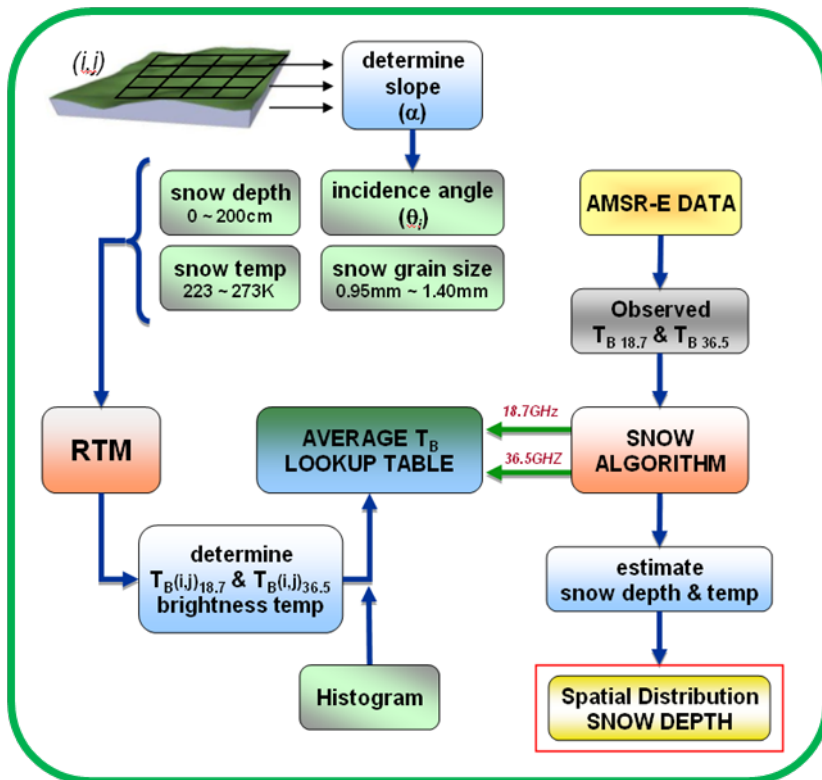 (i,j)
determine
slope
(α)
snow depth
0 ~ 200cm
incidence angle
(θi)
snow temp
223 ~ 273K
snow grain size
0.95mm ~ 1.40mm
AMSR-E DATA
Observed
TB 18.7 & TB 36.5
RTM
AVERAGE TB
LOOKUP TABLE
18.7GHz
36.5GHZ
SNOW
ALGORITHM
determine
TB(i,j)18.7 & TB(i,j)36.5
brightness temp
estimate
snow depth & temp
Histogram
Spatial Distribution
SNOW DEPTH